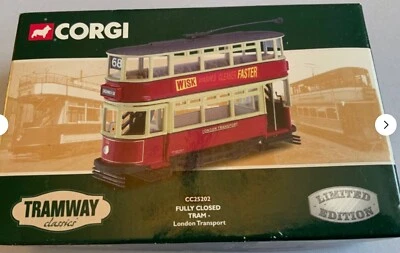 CORGI
68
WISK
FASTER
LONDON TRANSPORT
TRAMWAY
classics
CC25202
FULLY CLOSED
TRAM -
London Transport
LIMITED
EDITION